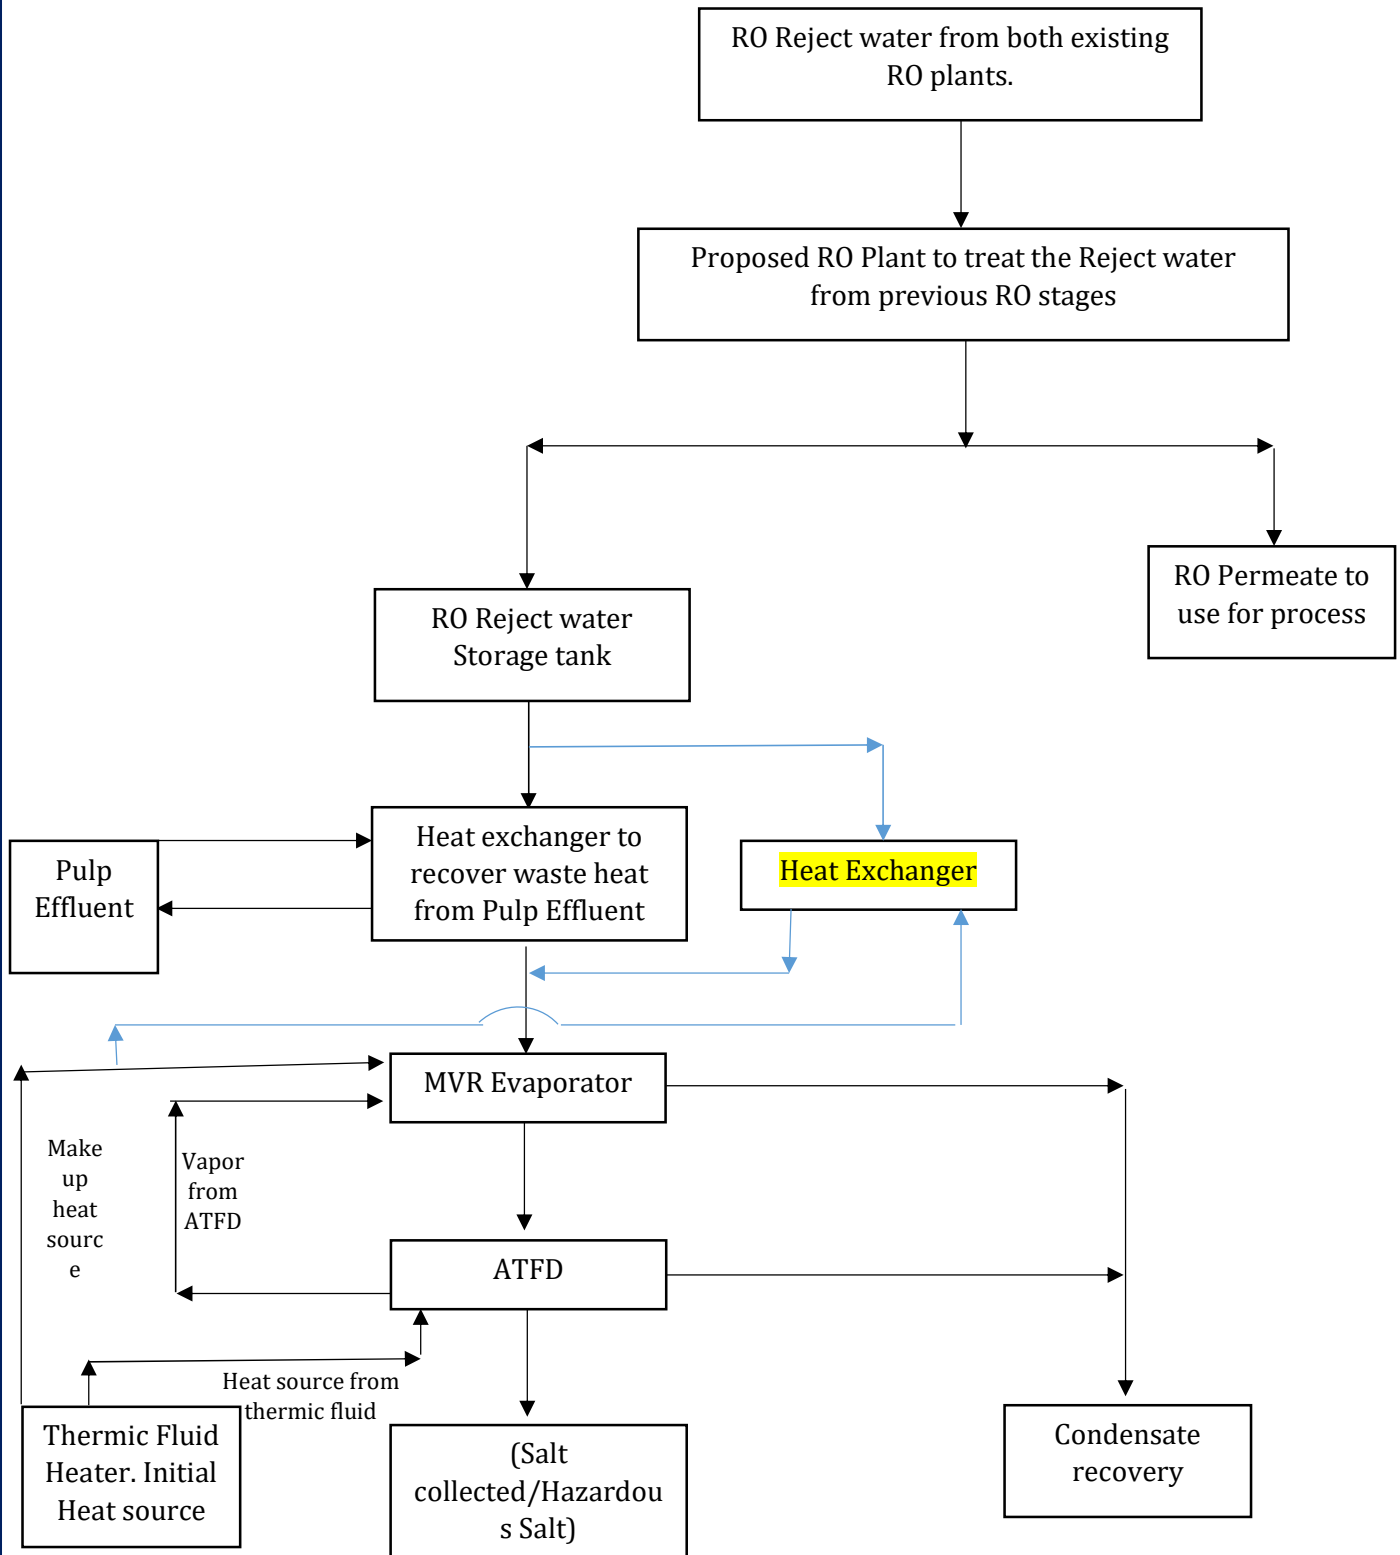 RO Reject water from both existing
RO plants.
Proposed RO Plant to treat the Reject water
from previous RO stages
RO Permeate to
use for process
RO Reject water
Storage tank
Heat exchanger to
recover waste heat
from Pulp Effluent
Pulp
Effluent
Heat Exchanger
MVR Evaporator
Make
up
heat
sourc
e
Vapor
from
ATFD
ATFD
Heat source from
thermic fluid
Thermic Fluid
Heater. Initial
Heat source
(Salt
collected/Hazardou
s Salt)
Condensate
recovery